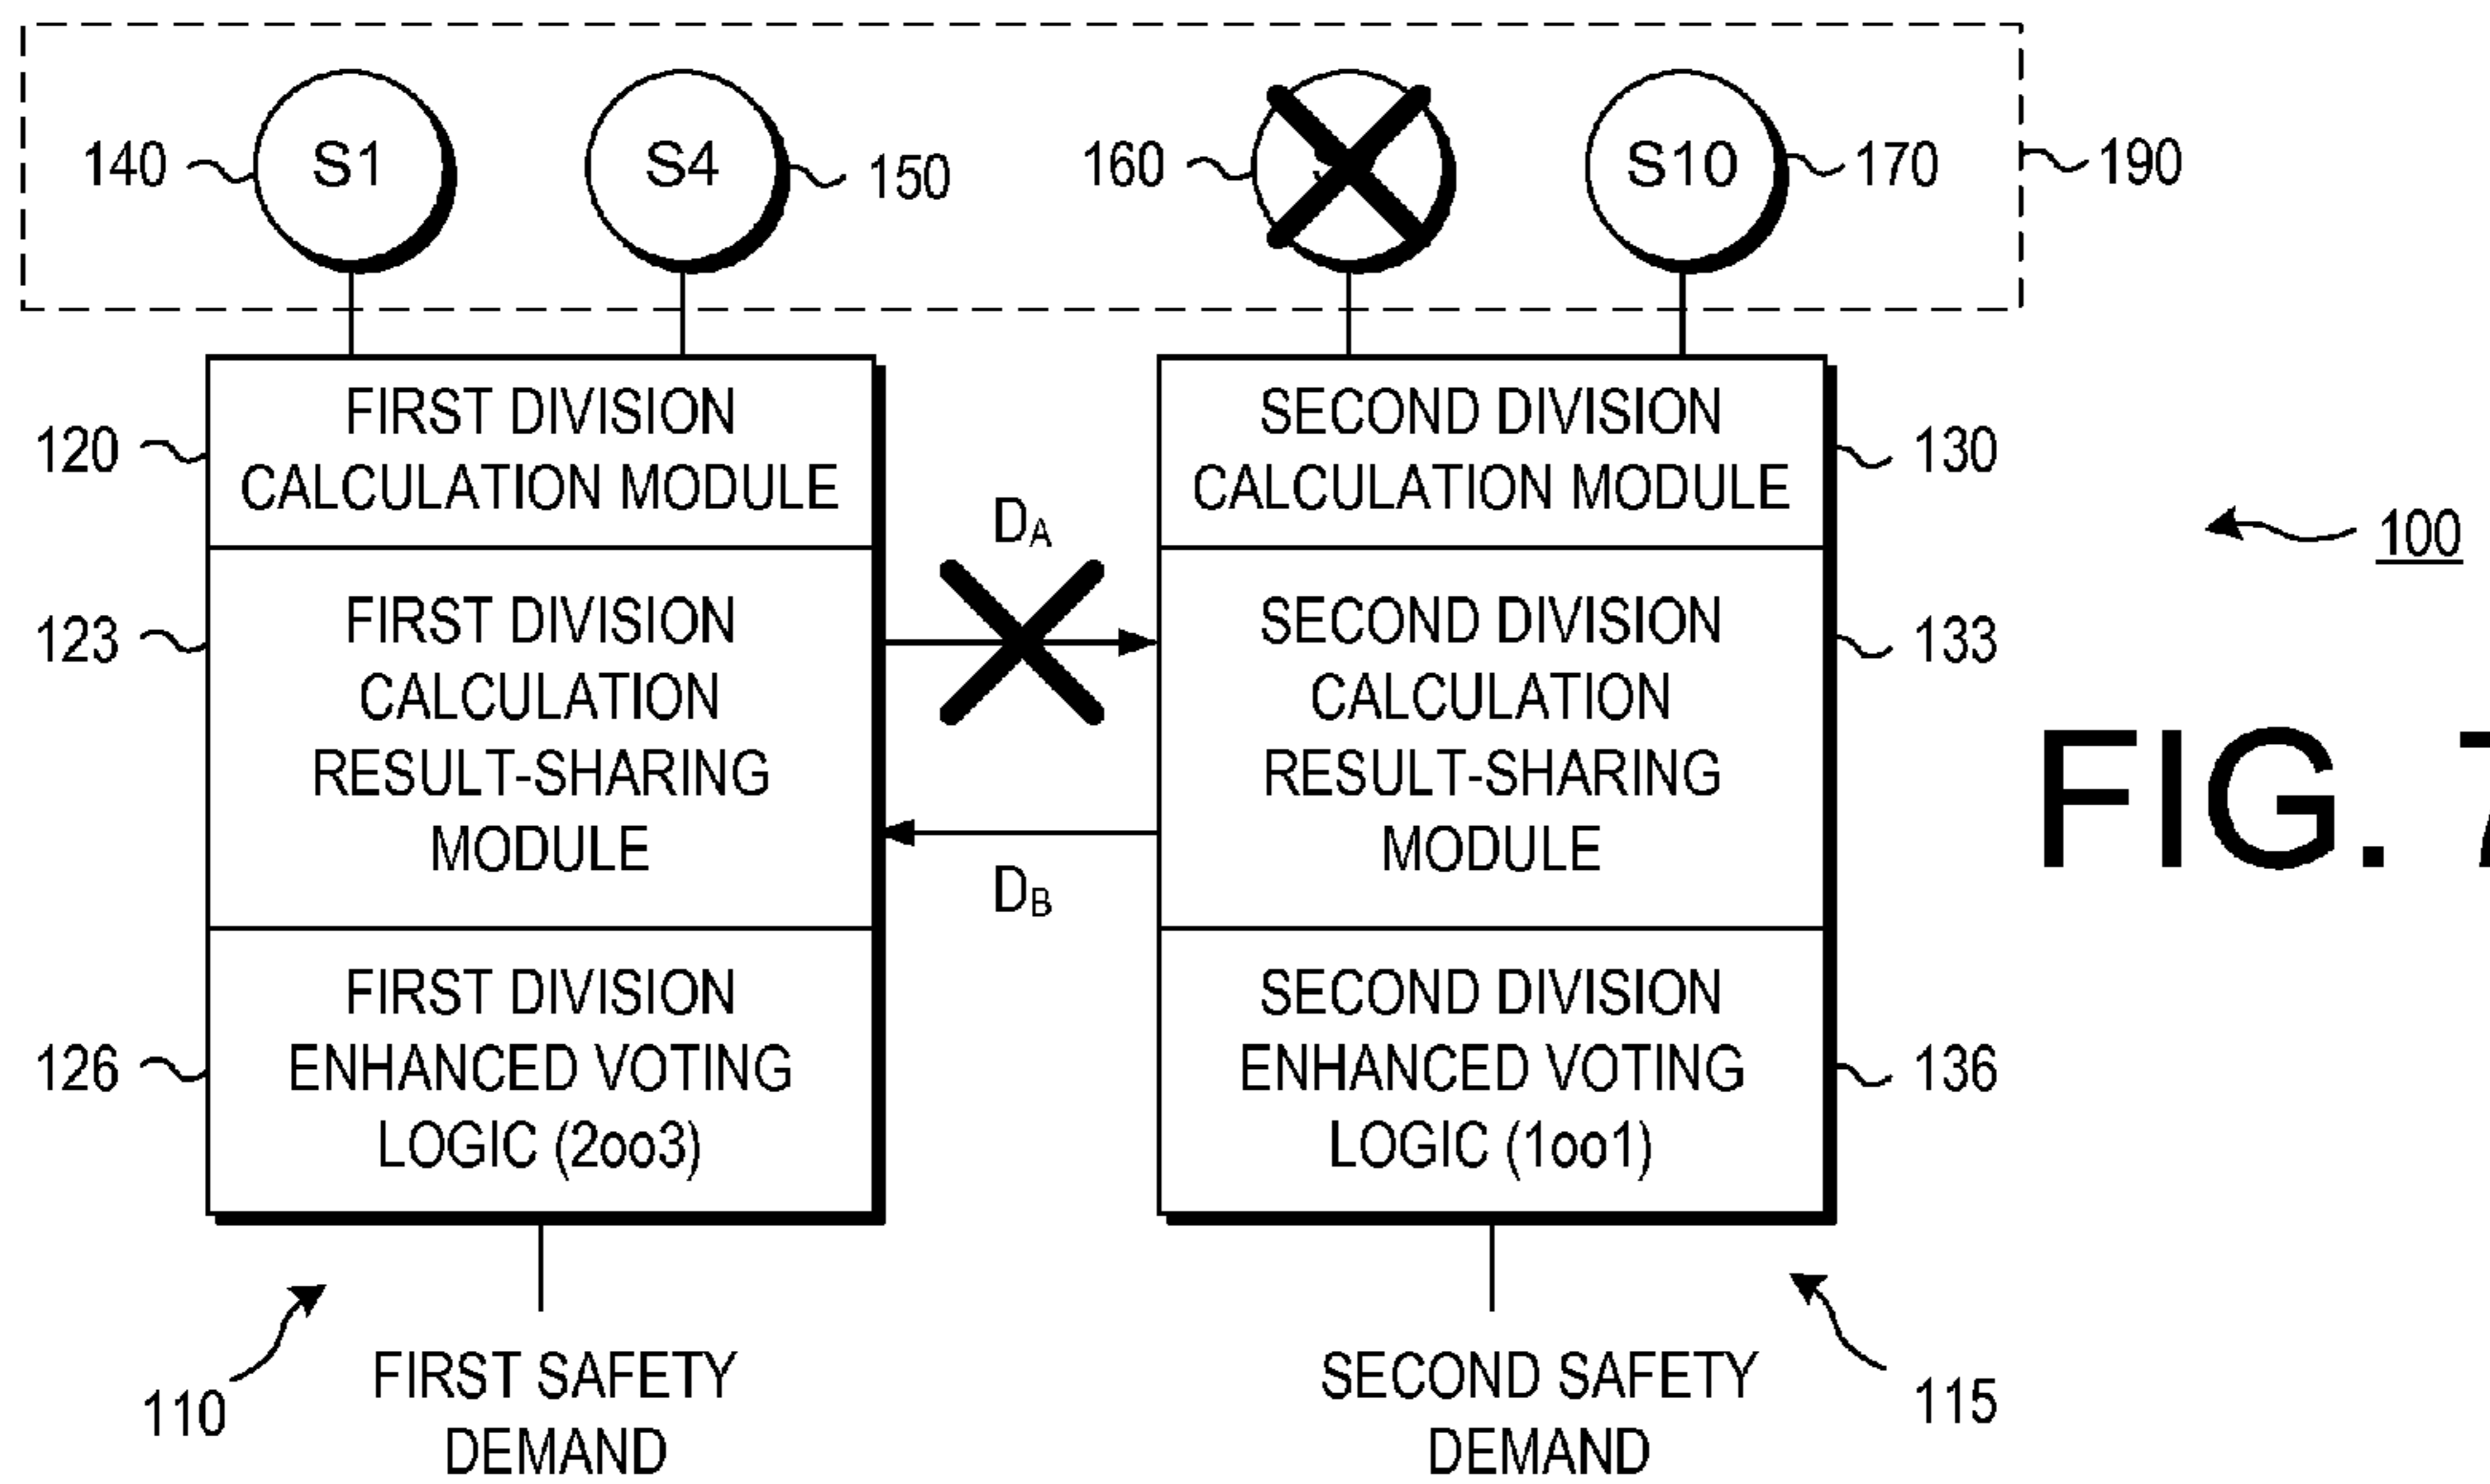 140
S1
S4
150
160
S10
170
190
120
FIRST DIVISION
CALCULATION MODULE
SECOND DIVISION
CALCULATION MODULE
130
100
DA
123
FIRST DIVISION
CALCULATION
RESULT-SHARING
MODULE
SECOND DIVISION
CALCULATION
RESULT-SHARING
MODULE
133
DB
FIG. 7
126
FIRST DIVISION
ENHANCED VOTING
LOGIC (2oo3)
SECOND DIVISION
ENHANCED VOTING
LOGIC (1oo1)
136
110
FIRST SAFETY
DEMAND
SECOND SAFETY
DEMAND
115